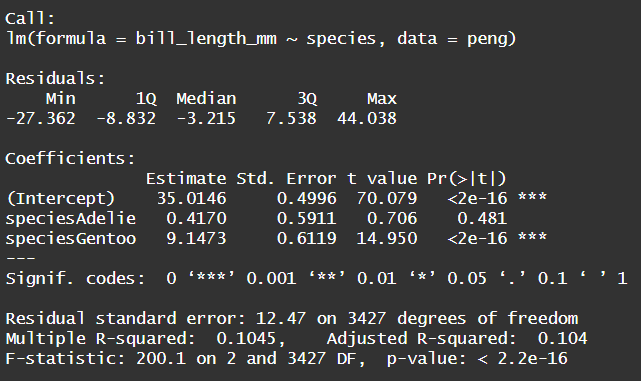 Call:
lm(formula = bill_length_mm ~ species, data = peng)
Residuals:
    Min      1Q  Median      3Q     Max
-27.362  -8.832  -3.215   7.538  44.038
Coefficients:
              Estimate Std. Error t value Pr(>|t|)
(Intercept)    35.0146     0.4996  70.079   <2e-16 ***
speciesAdelie   0.4170     0.5911   0.706    0.481
speciesGentoo   9.1473     0.6119  14.950   <2e-16 ***
---
Signif. codes:  0 ‘***’ 0.001 ‘**’ 0.01 ‘*’ 0.05 ‘.’ 0.1 ‘ ’ 1
Residual standard error: 12.47 on 3427 degrees of freedom
Multiple R-squared:  0.1045,    Adjusted R-squared:  0.104
F-statistic: 200.1 on 2 and 3427 DF,  p-value: < 2.2e-16